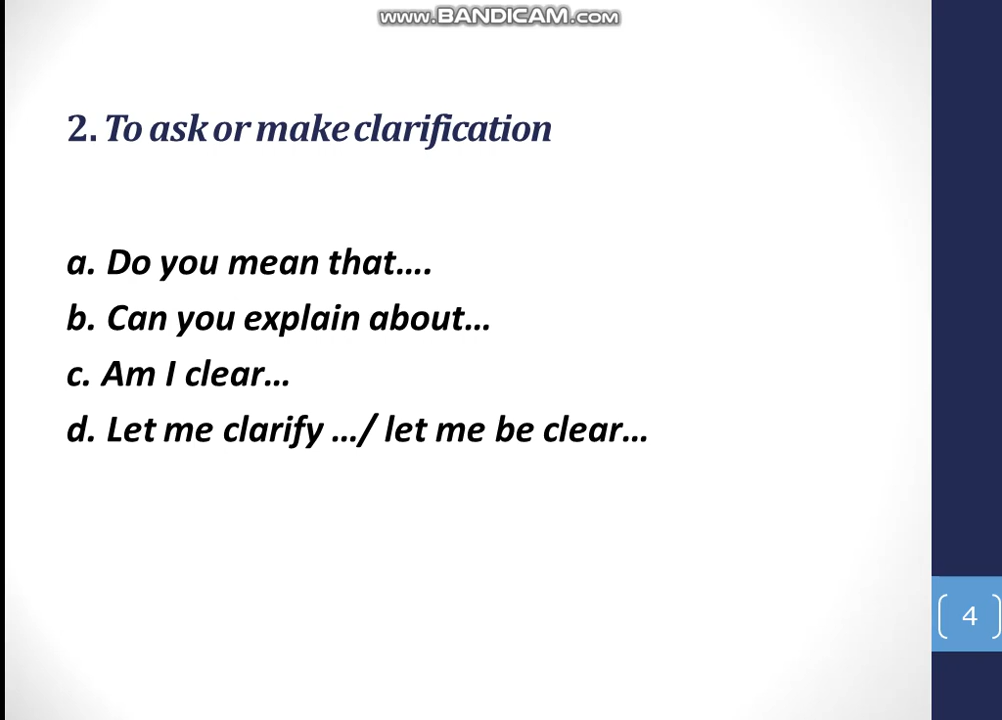 www.BANDICAM.com
2. To ask or make clarification
a. Do you mean that….
b. Can you explain about…
c. Am I clear…
d. Let me clarify …/ let me be clear…
4